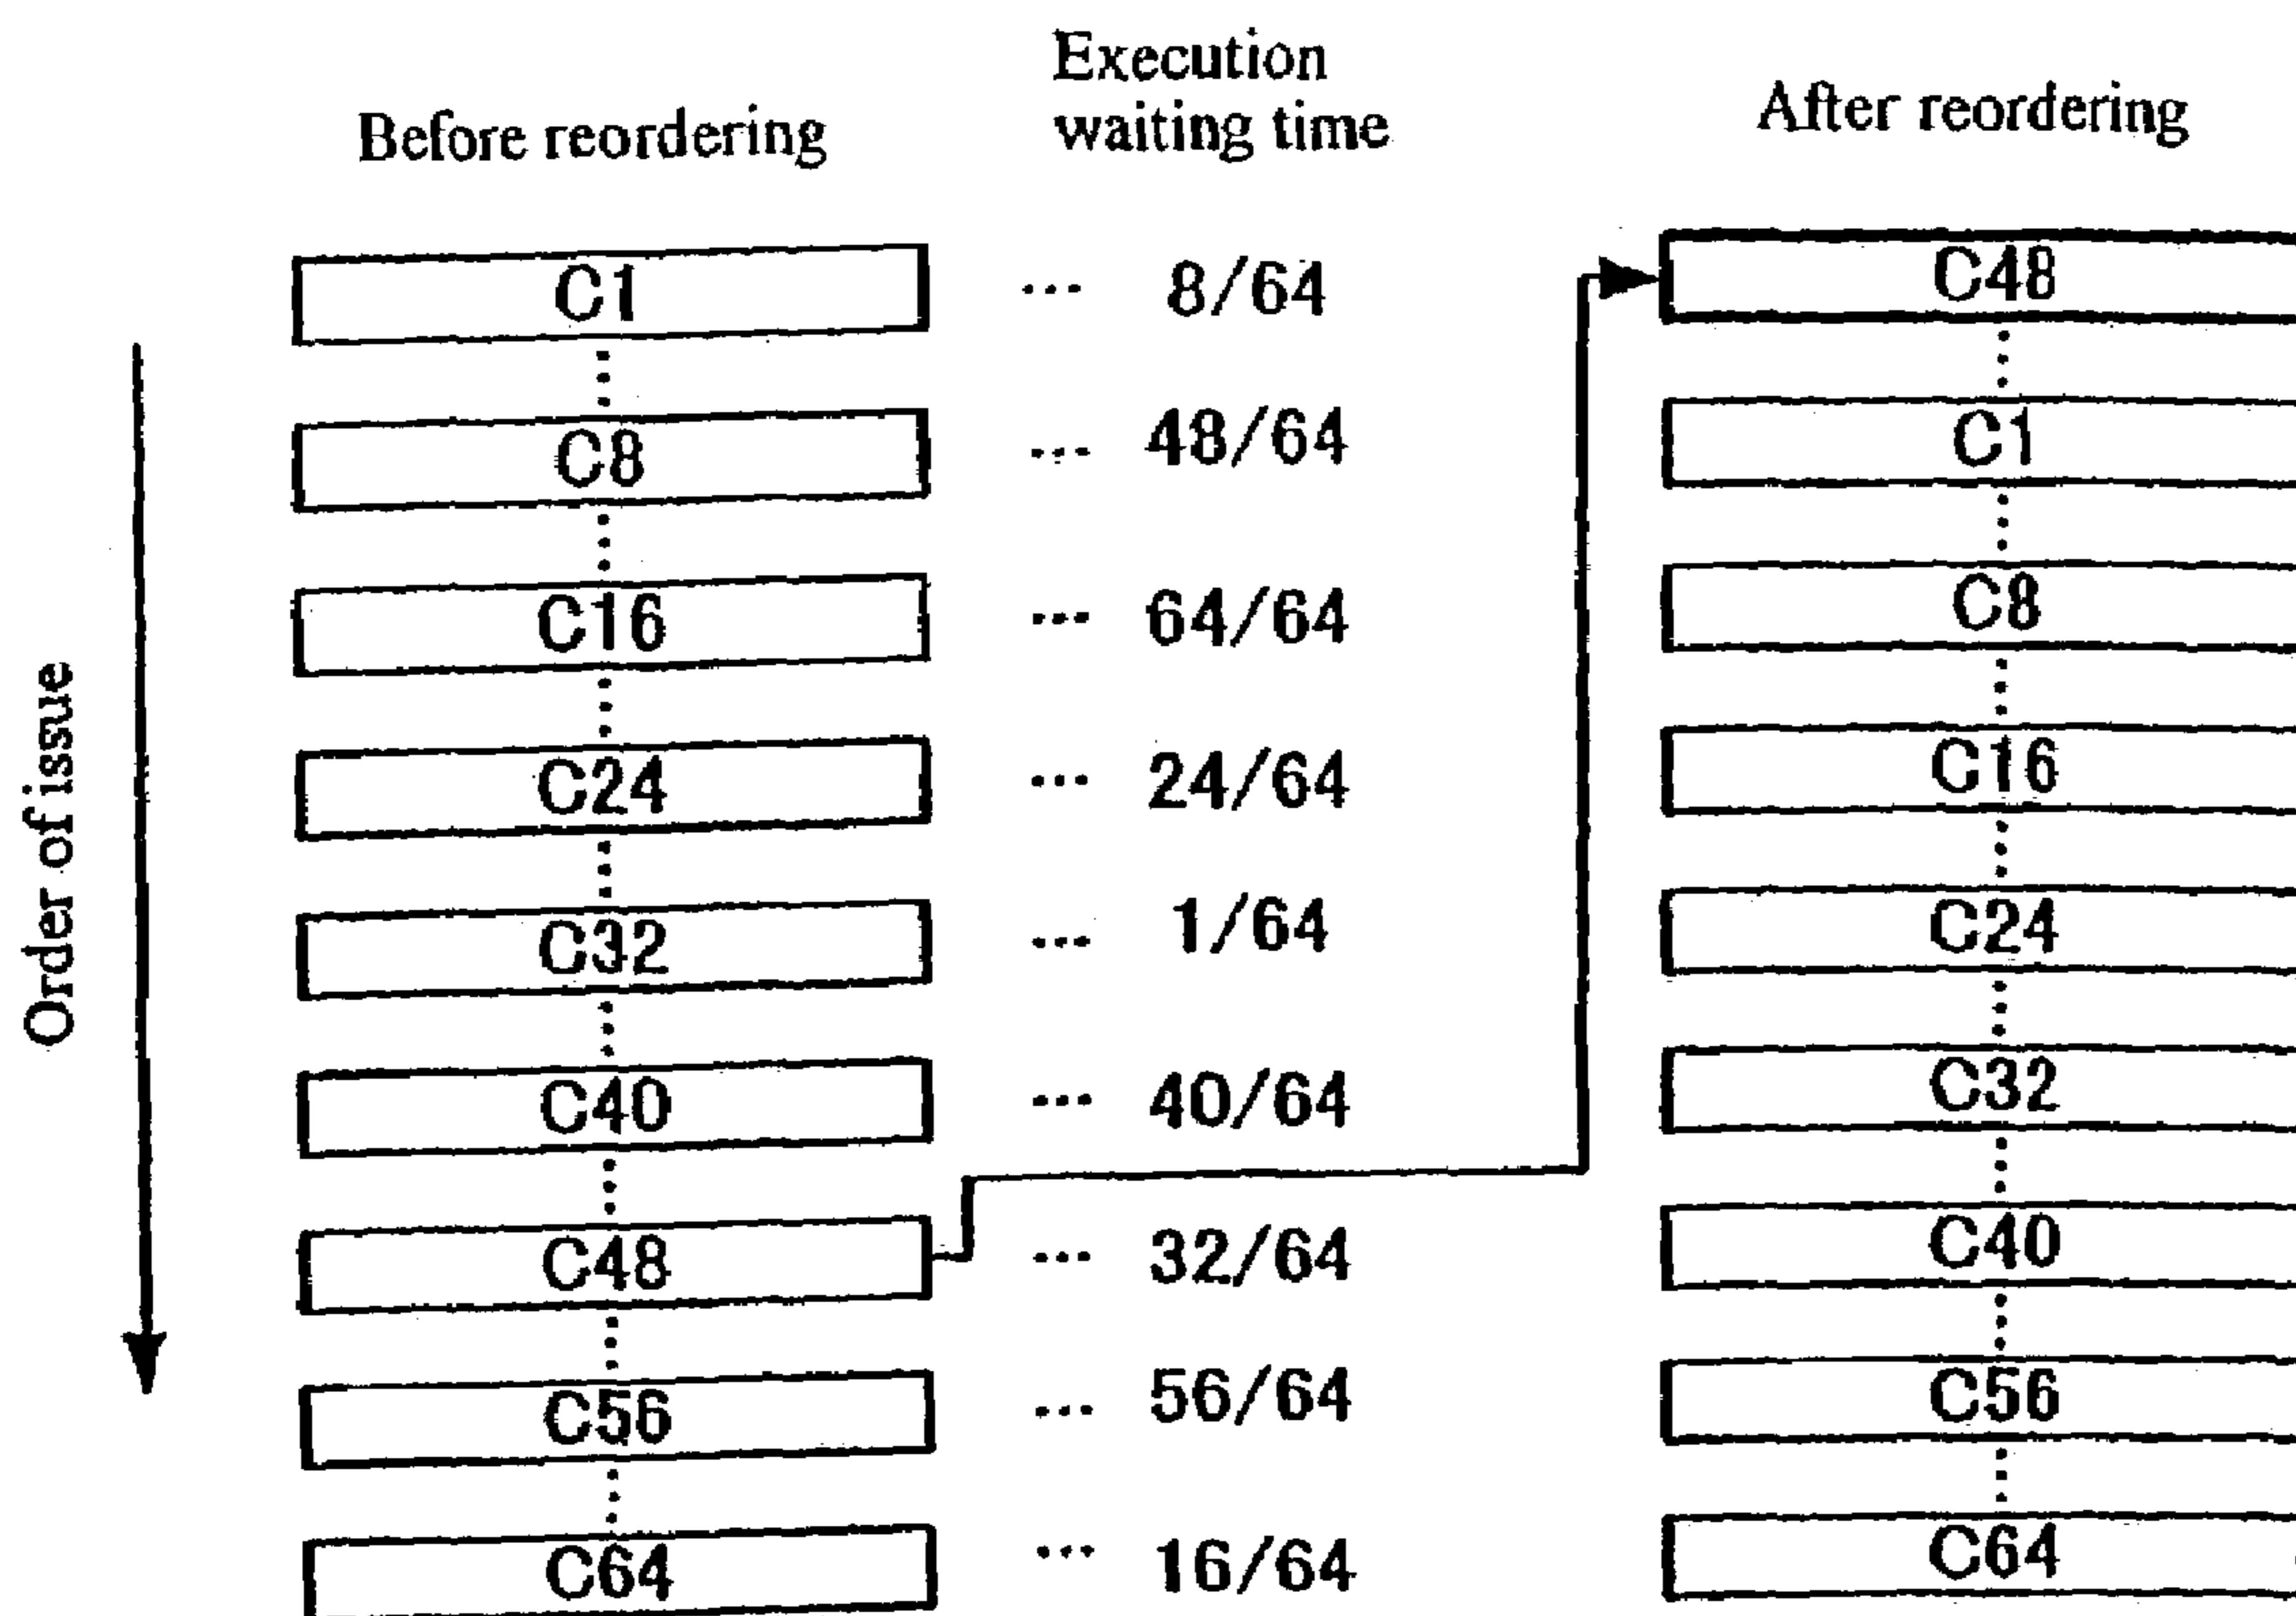 Execution
waiting time
Before reordering
After reordering
Order of issue
C1 ... 8/64 C48
C8 ... 48/64 C1
C16 ... 64/64 C8
C24 ... 24/64 C16
C32 ... 1/64 C24
C40 ... 40/64 C32
C48 ... 32/64 C40
C56 ... 56/64 C56
C64 ... 16/64 C64